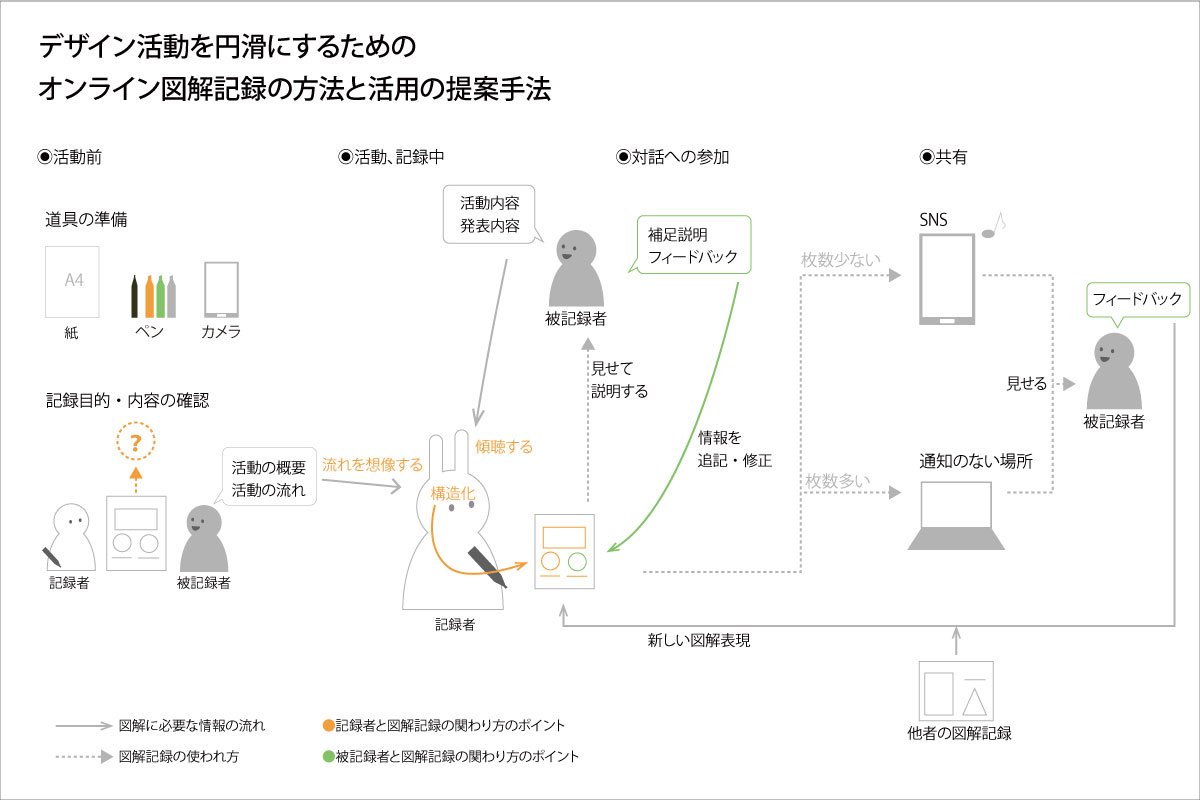 デザイン活動を円滑にするための
オンライン図解記録の方法と活用の提案手法
◉活動前
道具の準備
A4
紙
ペン
カメラ
記録目的・内容の確認
?
活動の概要
活動の流れ
記録者
被記録者
◉活動、記録中
活動内容
発表内容
被記録者
見せて
説明する
流れを想像する
傾聴する
構造化
記録者
◉対話への参加
補足説明
フィードバック
情報を
追記・修正
◉共有
枚数少ない
SNS
枚数多い
通知のない場所
見せる
フィードバック
被記録者
新しい図解表現
他者の図解記録
図解に必要な情報の流れ
図解記録の使われ方
記録者と図解記録の関わり方のポイント
被記録者と図解記録の関わり方のポイント